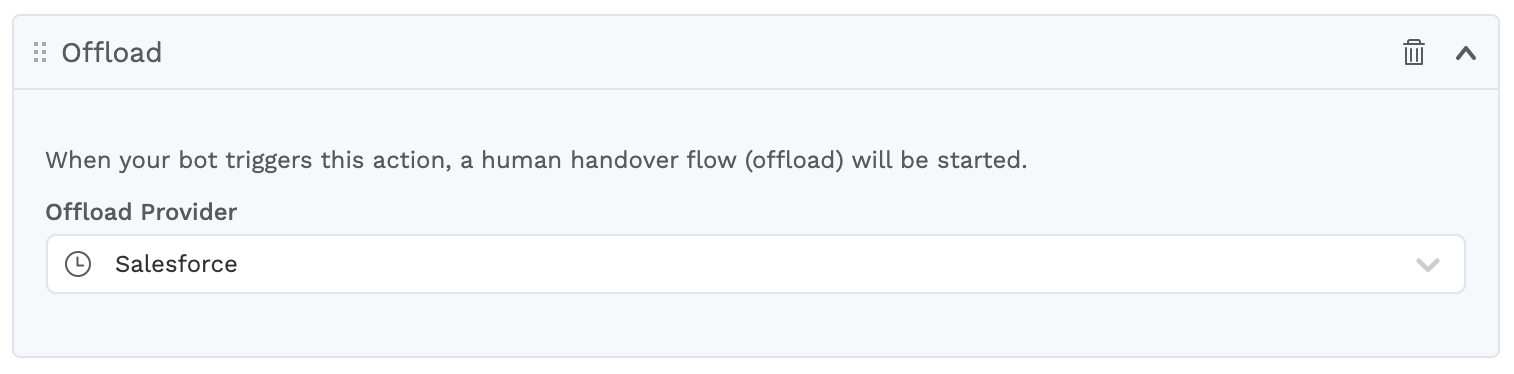 Offload
When your bot triggers this action, a human handover flow (offload) will be started.
Offload Provider
Salesforce